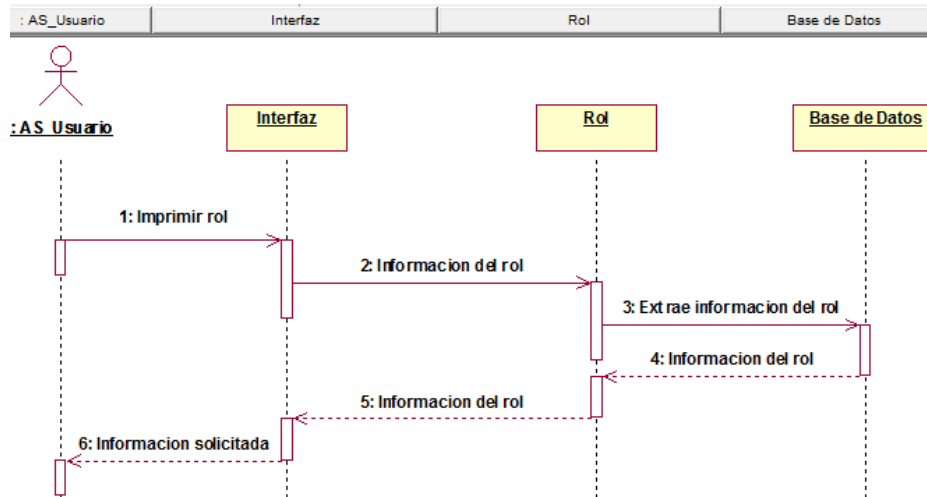 : AS_Usuario
Interfaz
Rol
Base de Datos
: AS_Usuario
Interfaz
Rol
Base de Datos
1: Imprimir rol
2: Informacion del rol
3: Extrae informacion del rol
4: Informacion del rol
5: Informacion del rol
6: Informacion solicitada